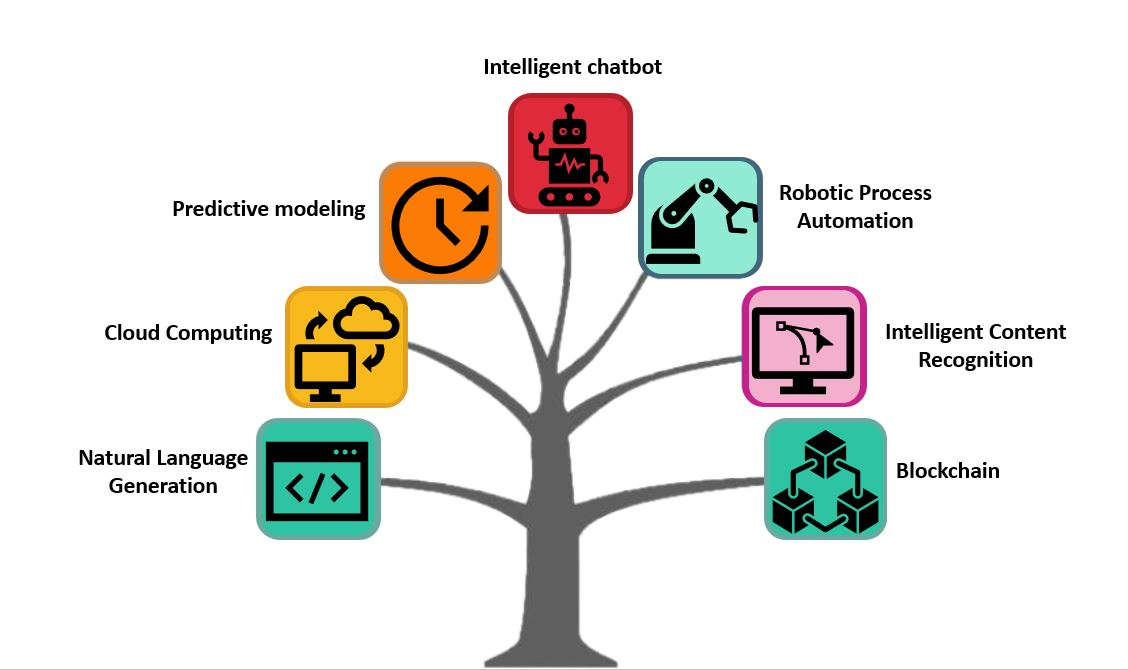 Intelligent chatbot
Predictive modeling
Robotic Process
Automation
Cloud Computing
Intelligent Content
Recognition
Natural Language
Generation
Blockchain